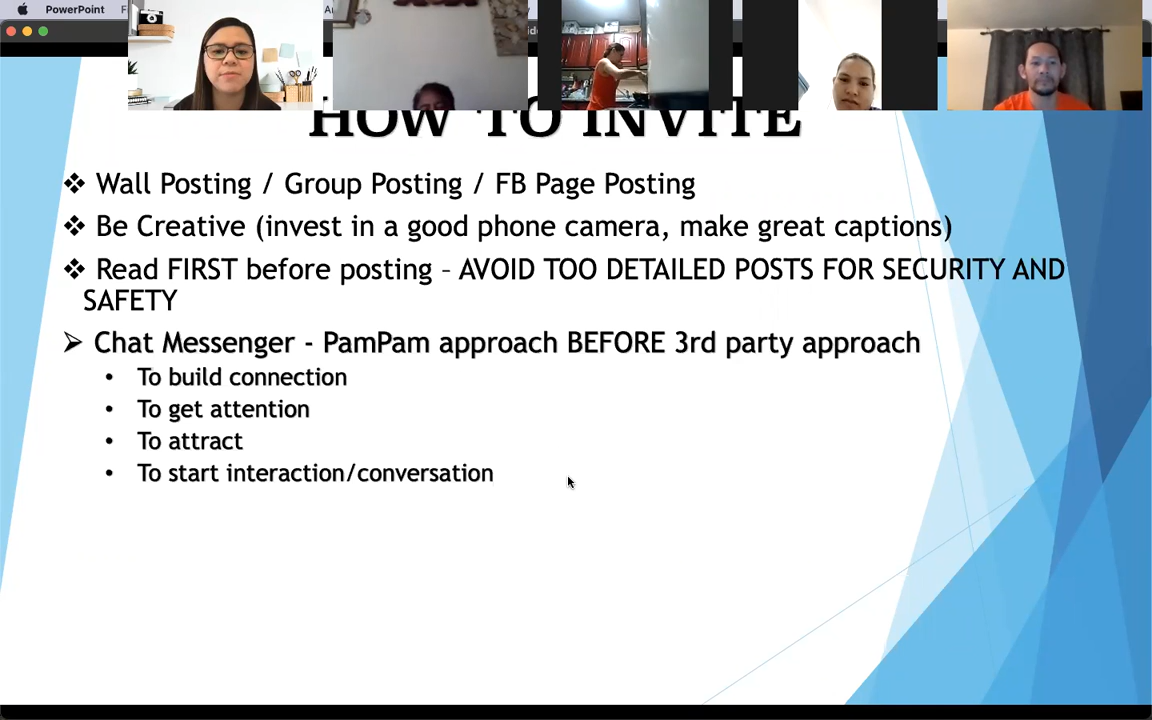 PowerPoint
HOW TO INVITE
❖ Wall Posting / Group Posting / FB Page Posting
❖ Be Creative (invest in a good phone camera, make great captions)
❖ Read FIRST before posting – AVOID TOO DETAILED POSTS FOR SECURITY AND
SAFETY
➢ Chat Messenger - PamPam approach BEFORE 3rd party approach
• To build connection
• To get attention
• To attract
• To start interaction/conversation